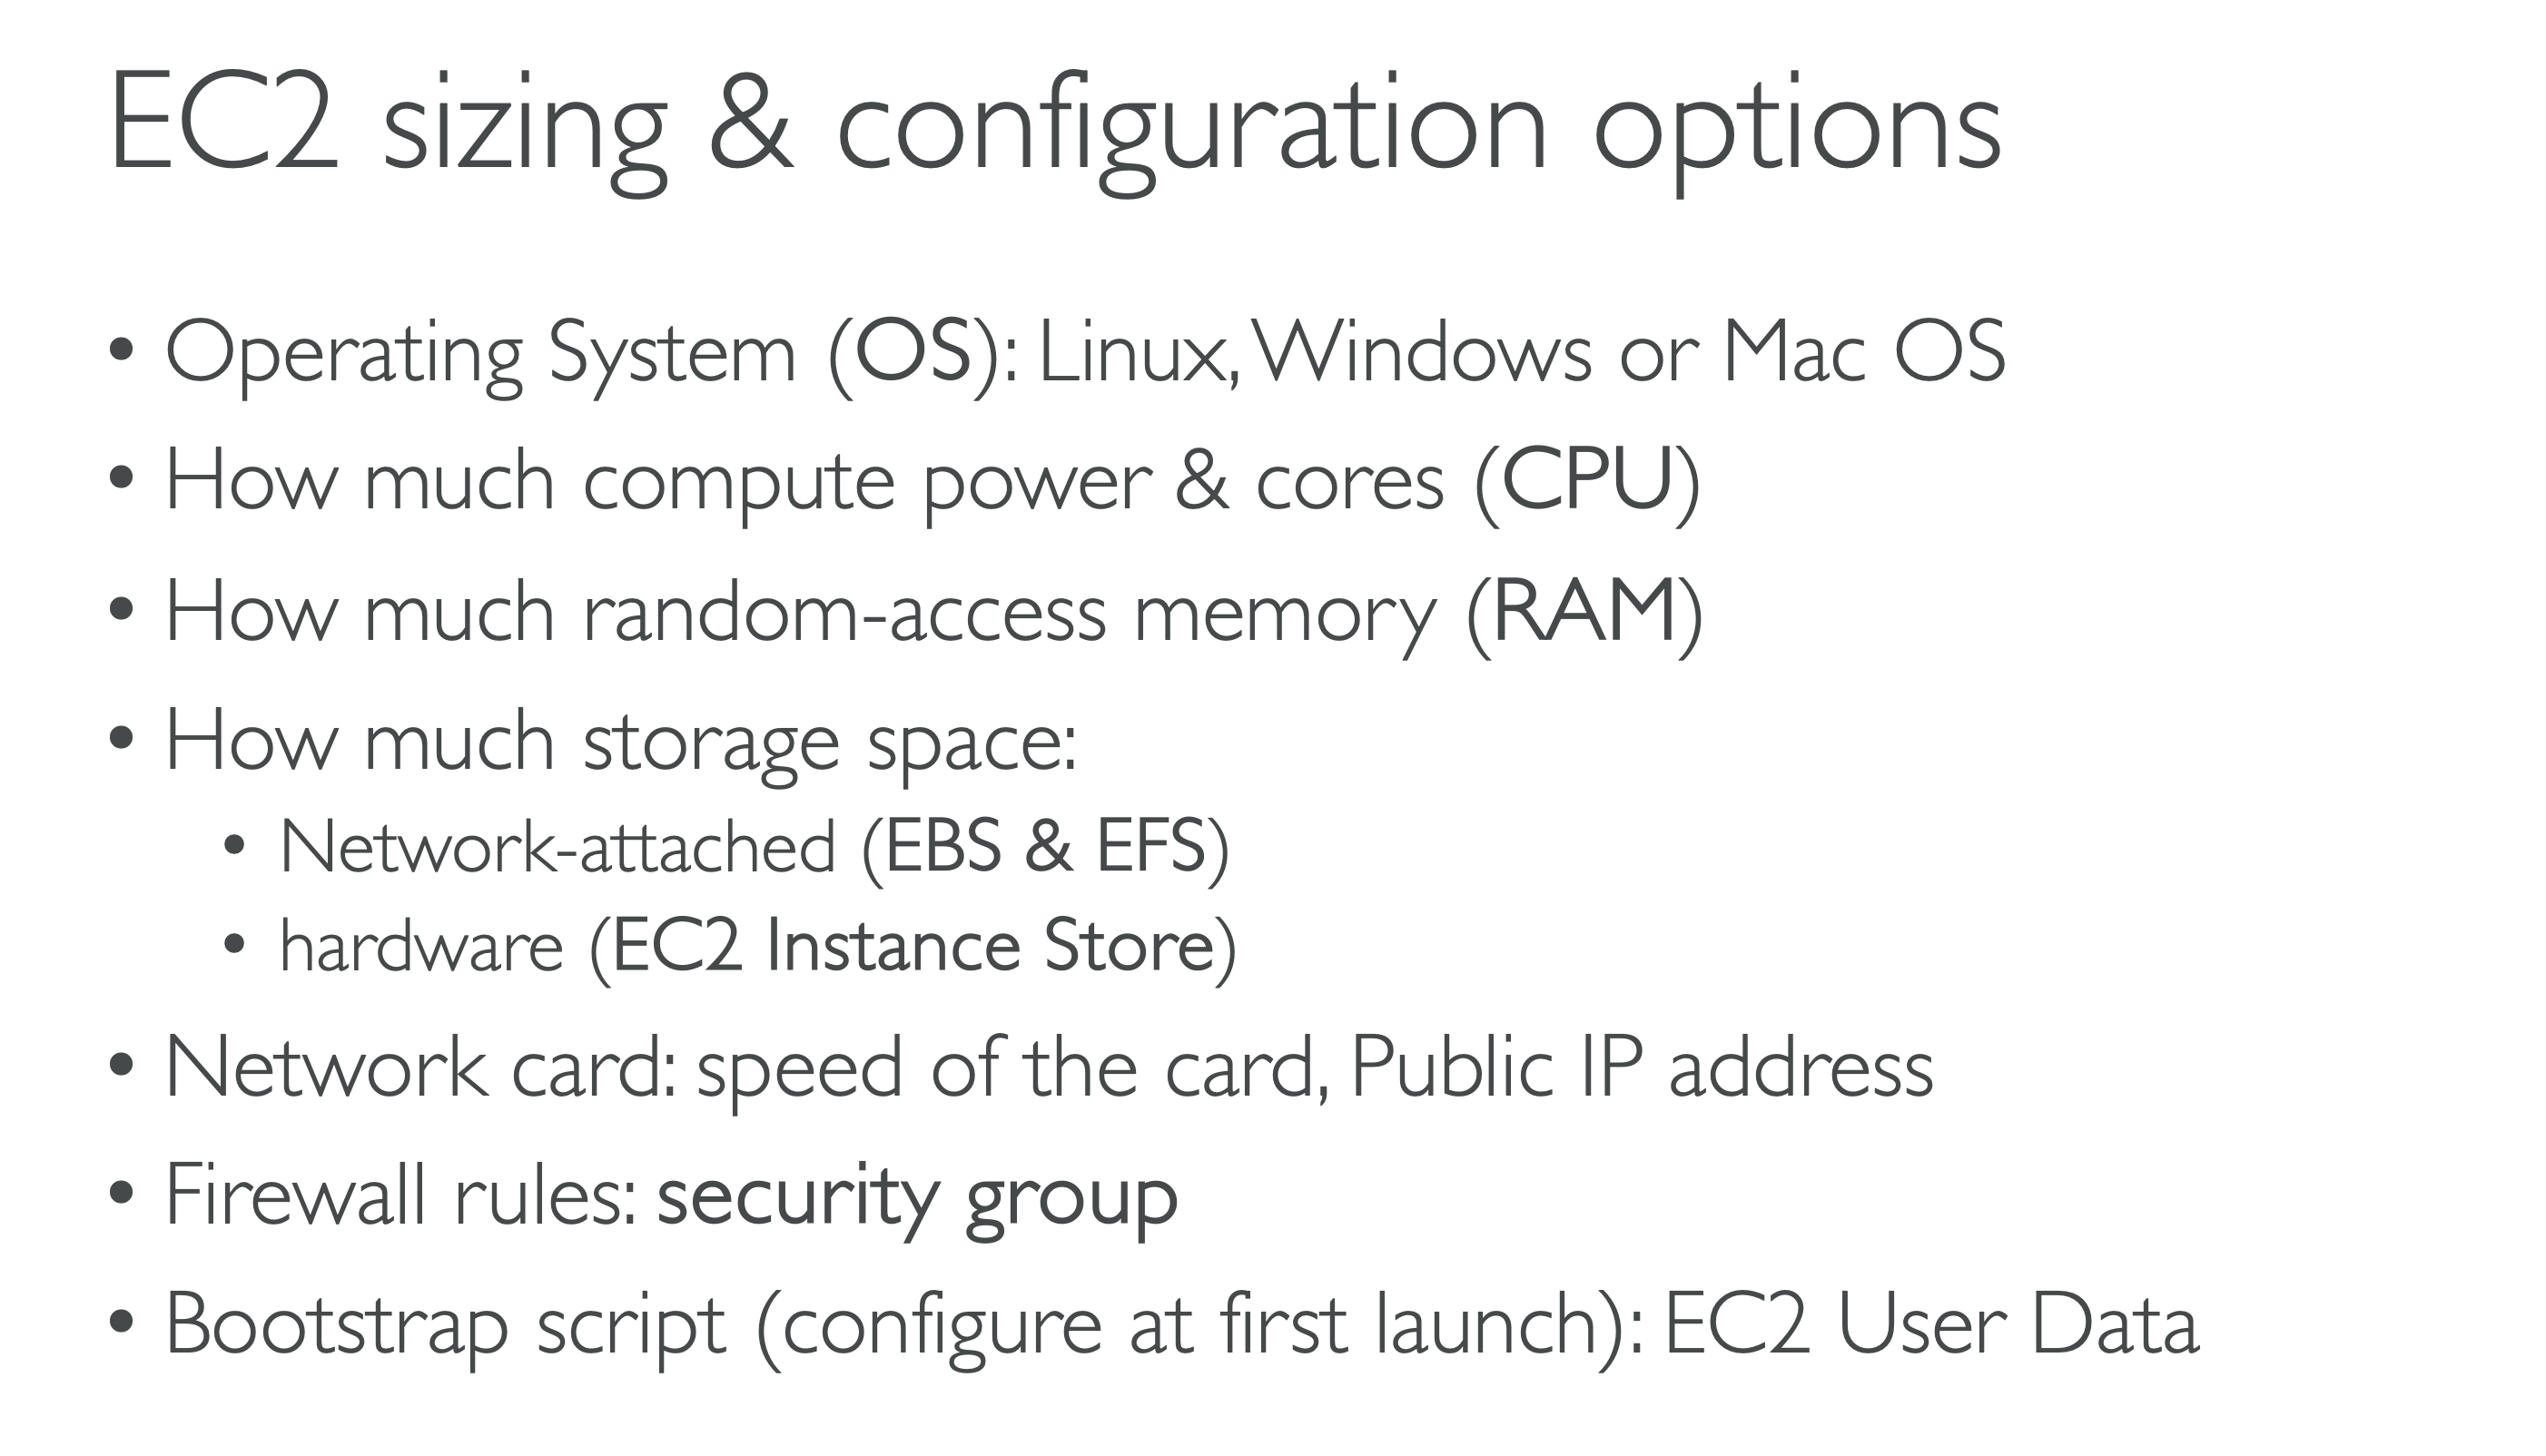 EC2 sizing & configuration options
• Operating System (OS): Linux, Windows or Mac OS
• How much compute power & cores (CPU)
• How much random-access memory (RAM)
• How much storage space:
• Network-attached (EBS & EFS)
• hardware (EC2 Instance Store)
• Network card: speed of the card, Public IP address
• Firewall rules: security group
• Bootstrap script (configure at first launch): EC2 User Data